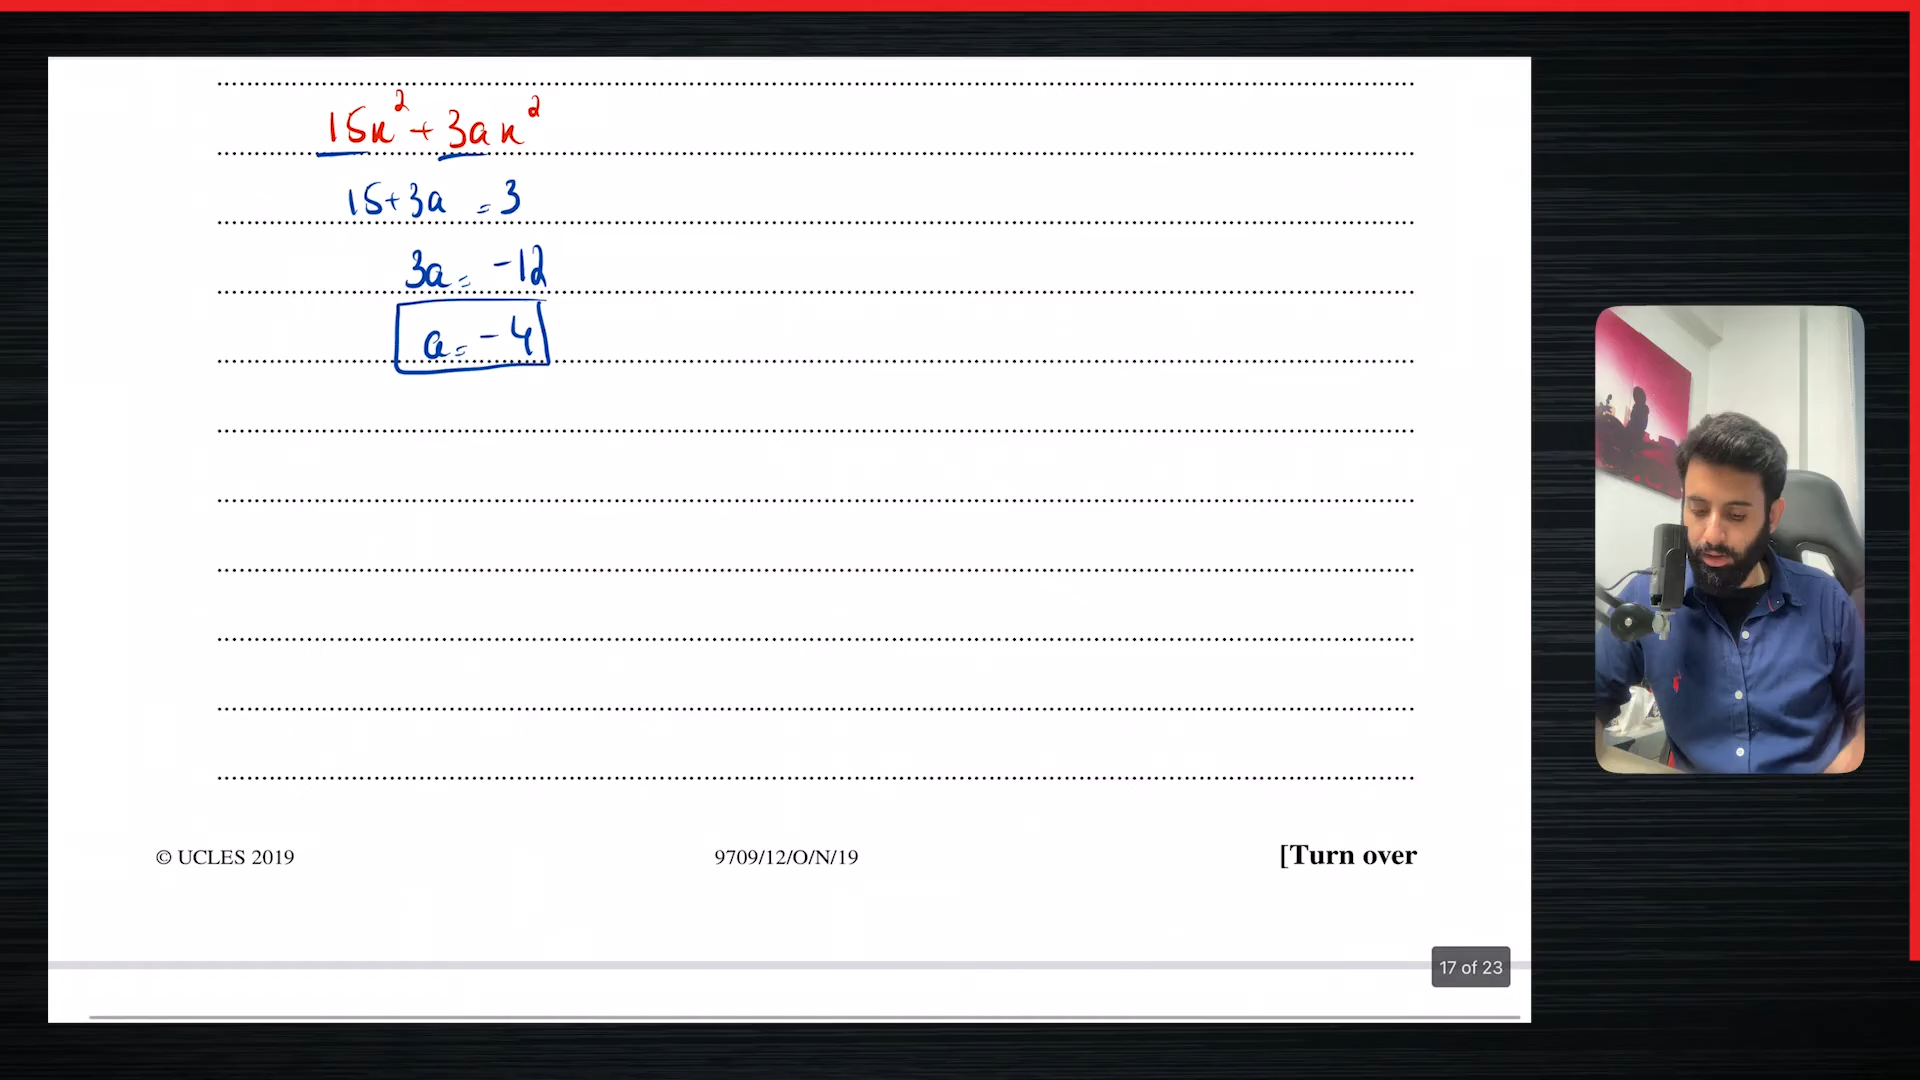 15x² + 3ax²
15+3a = 3
3a = -12
a = -4
© UCLES 2019
9709/12/O/N/19
[Turn over
17 of 23